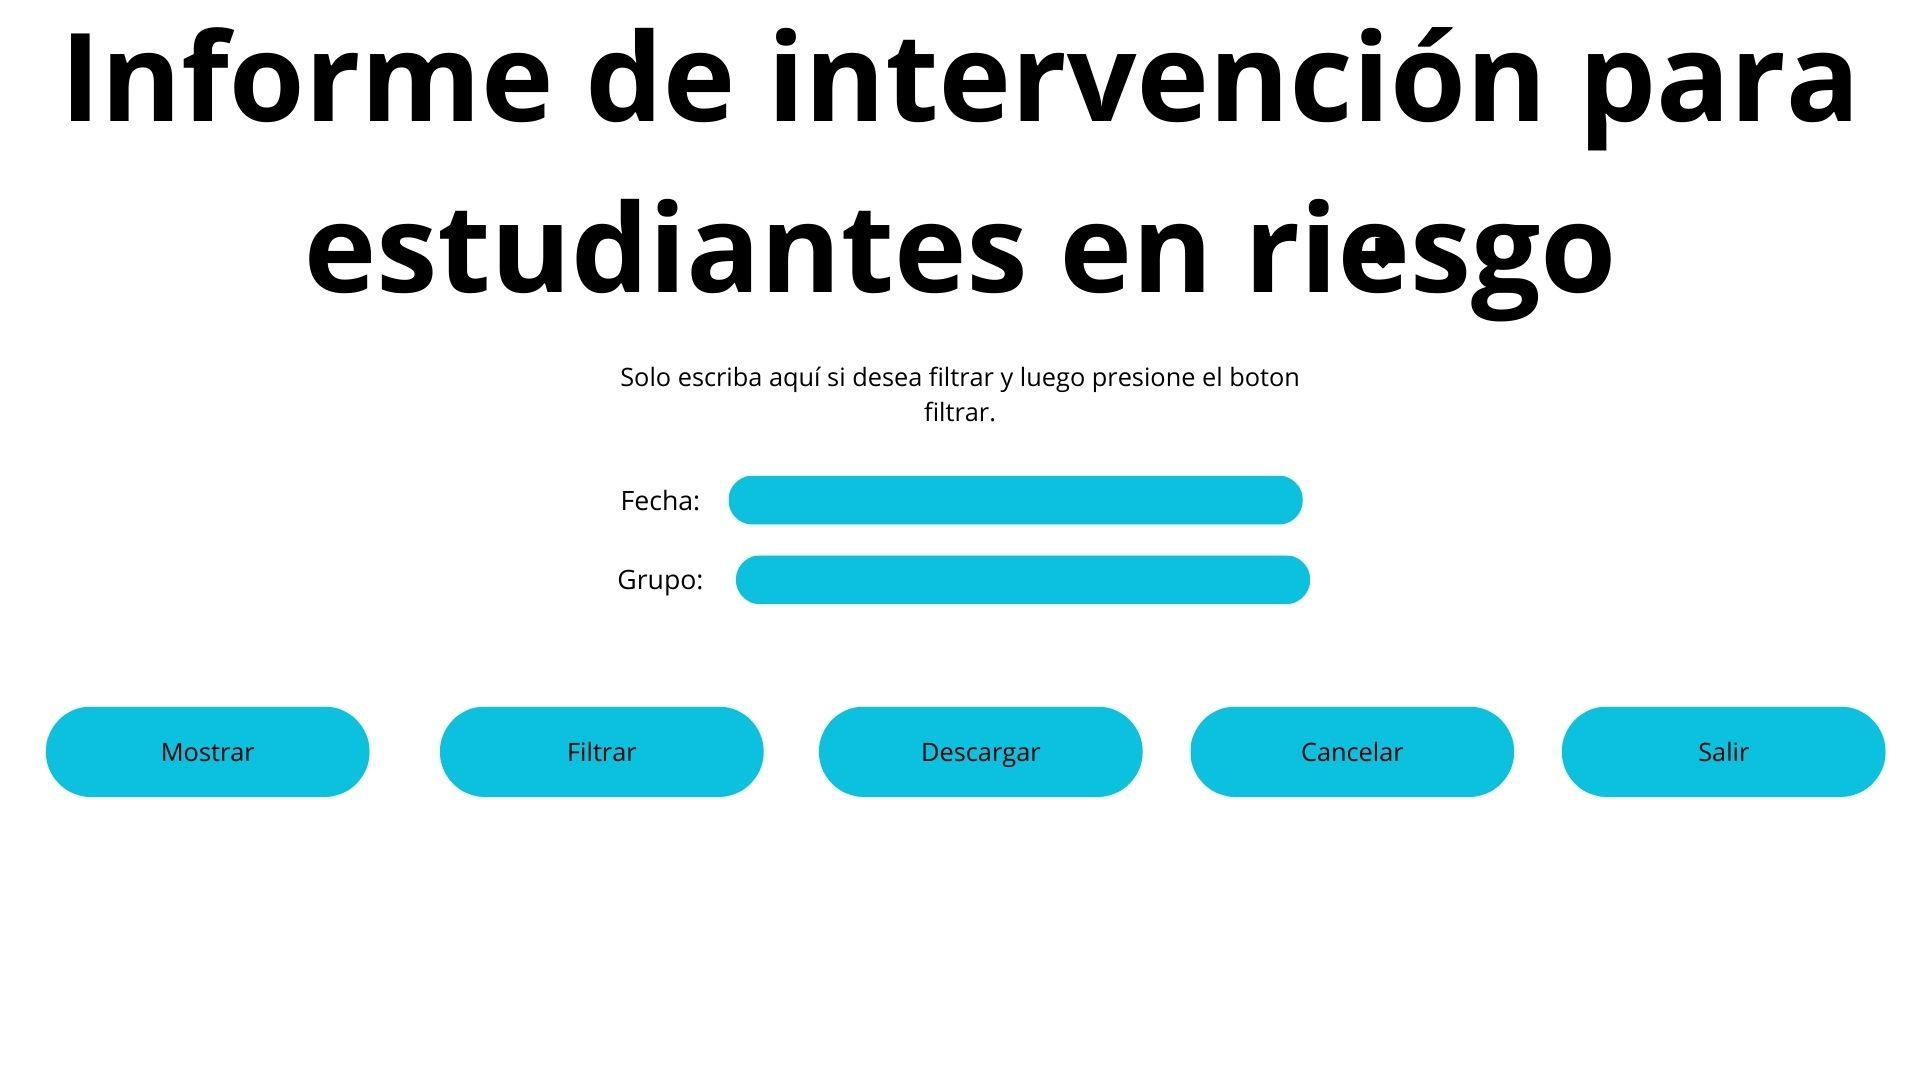 Informe de intervención para
estudiantes en riesgo
Solo escriba aquí si desea filtrar y luego presione el boton
filtrar.
Fecha:
Grupo:
Mostrar
Filtrar
Descargar
Cancelar
Salir